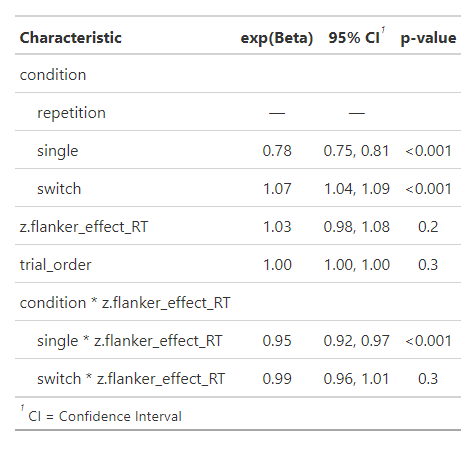 Characteristic exp(Beta) 95% CI¹ p-value
condition
repetition — —
single 0.78 0.75, 0.81 <0.001
switch 1.07 1.04, 1.09 <0.001
z.flanker_effect_RT 1.03 0.98, 1.08 0.2
trial_order 1.00 1.00, 1.00 0.3
condition * z.flanker_effect_RT
single * z.flanker_effect_RT 0.95 0.92, 0.97 <0.001
switch * z.flanker_effect_RT 0.99 0.96, 1.01 0.3
¹ CI = Confidence Interval